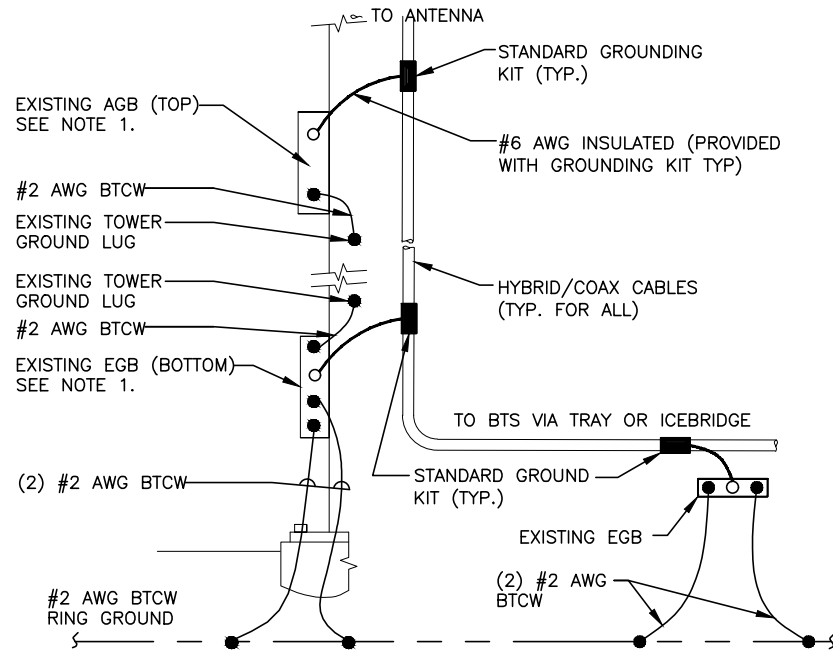 TO ANTENNA
STANDARD GROUNDING
KIT (TYP.)
EXISTING AGB (TOP)
SEE NOTE 1.
#6 AWG INSULATED (PROVIDED
WITH GROUNDING KIT TYP)
#2 AWG BTCW
EXISTING TOWER
GROUND LUG
EXISTING TOWER
GROUND LUG
HYBRID/COAX CABLES
(TYP. FOR ALL)
#2 AWG BTCW
EXISTING EGB (BOTTOM)
SEE NOTE 1.
TO BTS VIA TRAY OR ICEBRIDGE
(2) #2 AWG BTCW
STANDARD GROUND
KIT (TYP.)
EXISTING EGB
(2) #2 AWG
BTCW
#2 AWG BTCW
RING GROUND